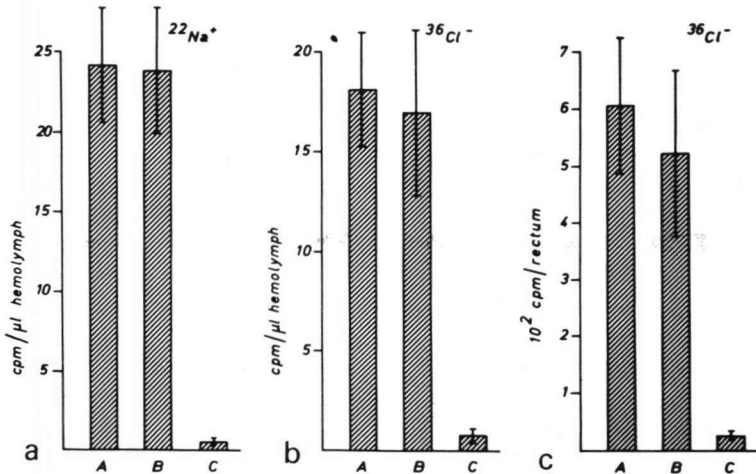 ²²Na⁺
25
20
15
10
5
cpm/µl hemolymph
A B C
a
³⁶Cl⁻
20
15
10
5
cpm/µl hemolymph
A B C
b
³⁶Cl⁻
7
6
5
4
3
2
1
10² cpm/rectum
A B C
c